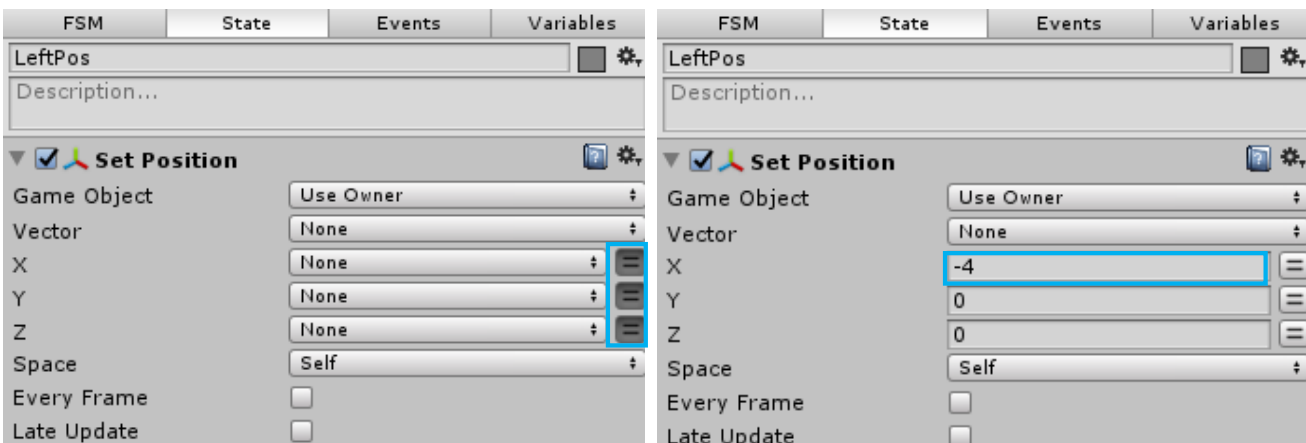 FSM State Events Variables
LeftPos
Description...
Set Position
Game Object Use Owner
Vector None
X None =
Y None =
Z None =
Space Self
Every Frame
Late Update
FSM State Events Variables
LeftPos
Description...
Set Position
Game Object Use Owner
Vector None
X -4 =
Y 0 =
Z 0 =
Space Self
Every Frame
Late Update